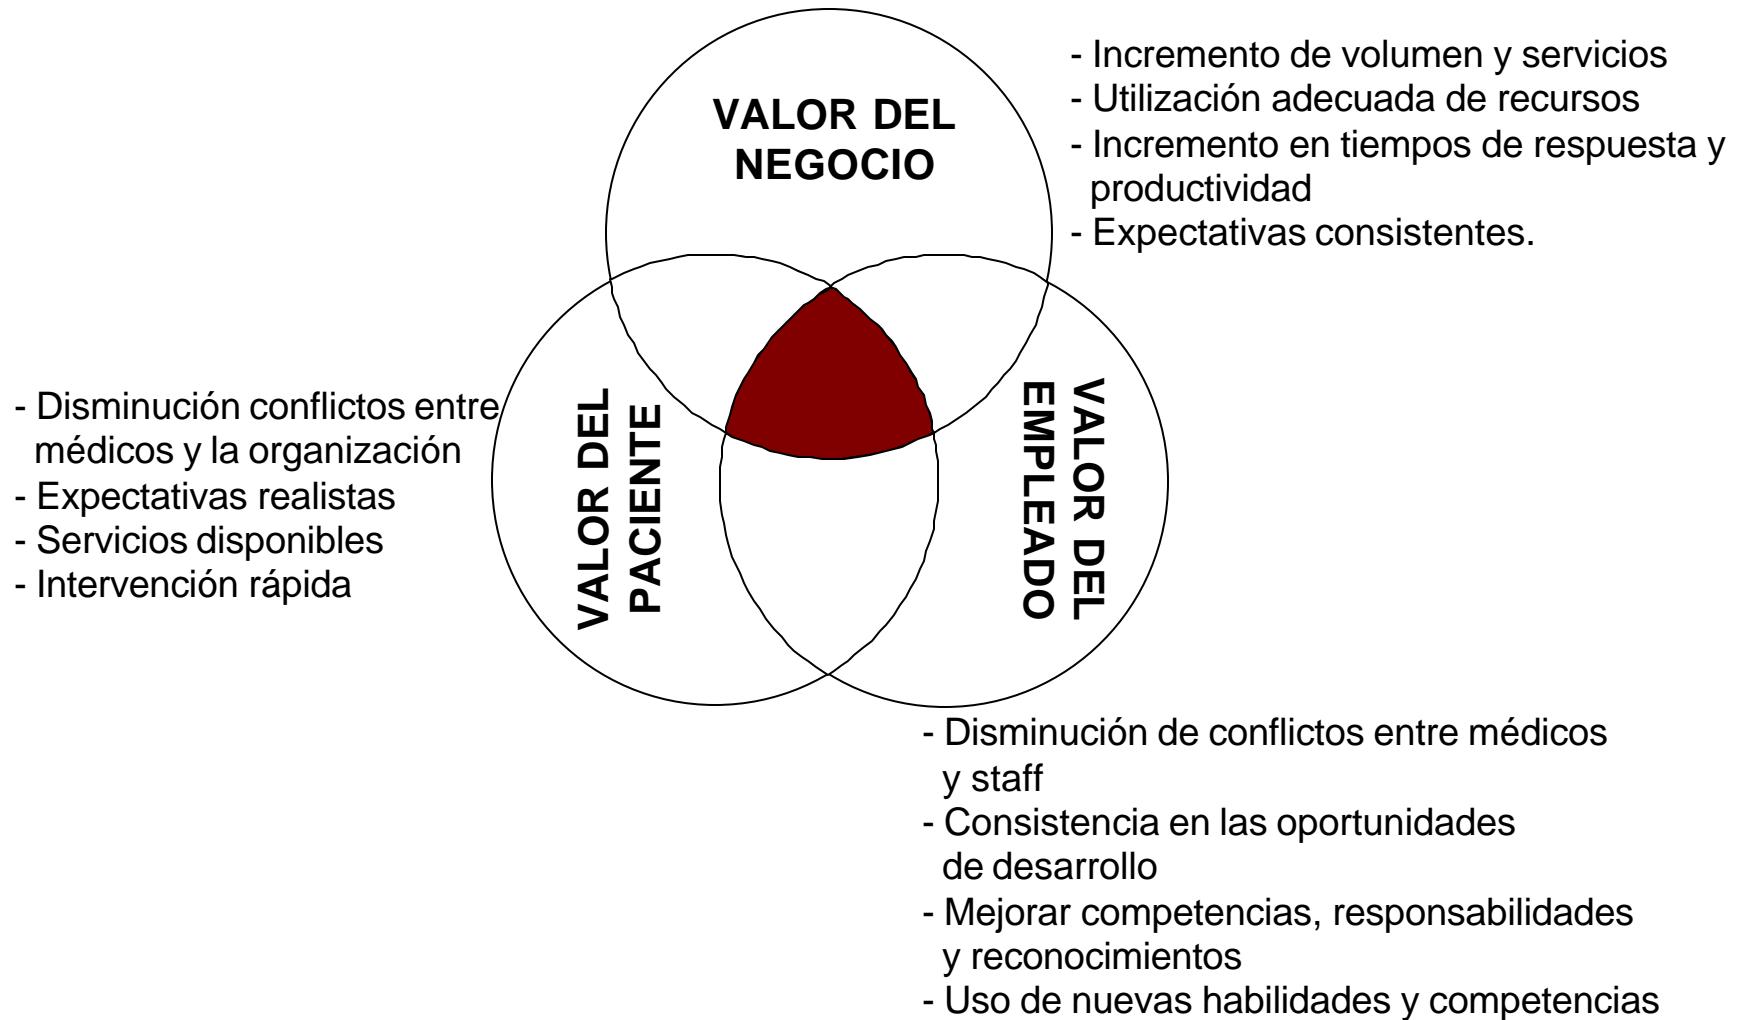 VALOR DEL
NEGOCIO
- Incremento de volumen y servicios
- Utilización adecuada de recursos
- Incremento en tiempos de respuesta y
productividad
- Expectativas consistentes.
- Disminución conflictos entre
médicos y la organización
- Expectativas realistas
- Servicios disponibles
- Intervención rápida
VALOR DEL
PACIENTE
VALOR DEL
EMPLEADO
- Disminución de conflictos entre médicos
y staff
- Consistencia en las oportunidades
de desarrollo
- Mejorar competencias, responsabilidades
y reconocimientos
- Uso de nuevas habilidades y competencias